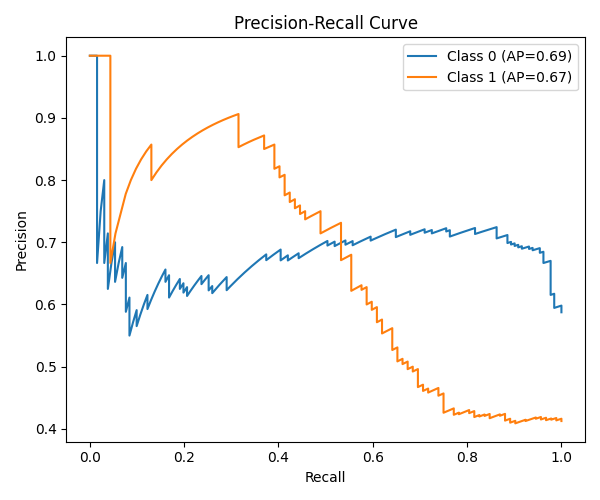 Precision-Recall Curve
Class 0 (AP=0.69)
Class 1 (AP=0.67)
1.0
0.9
0.8
0.7
0.6
0.5
0.4
Precision
0.0 0.2 0.4 0.6 0.8 1.0
Recall